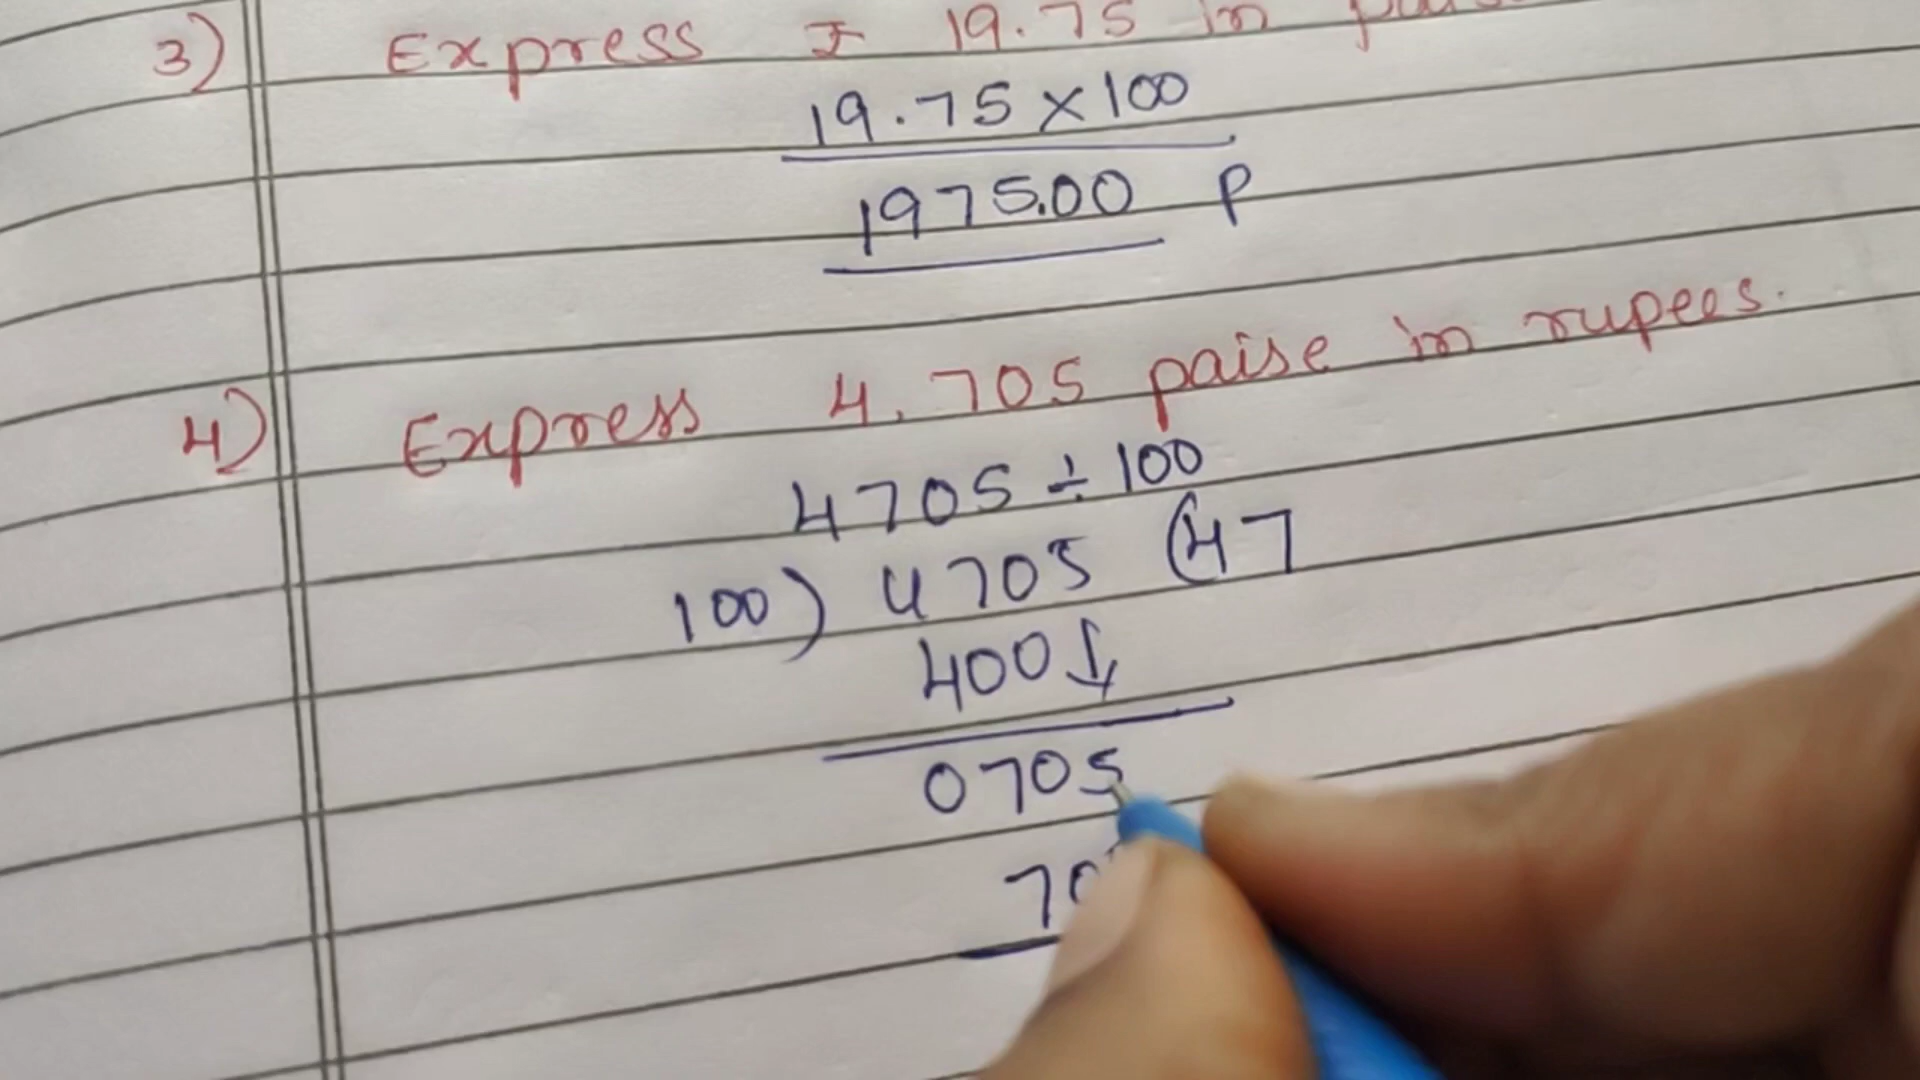 3) Express ₹ 19.75 in
19.75 × 100
1975.00 P
4) Express 4,705 paise in rupees.
4705 ÷ 100
100) 4705 (47
400↓
0705
70